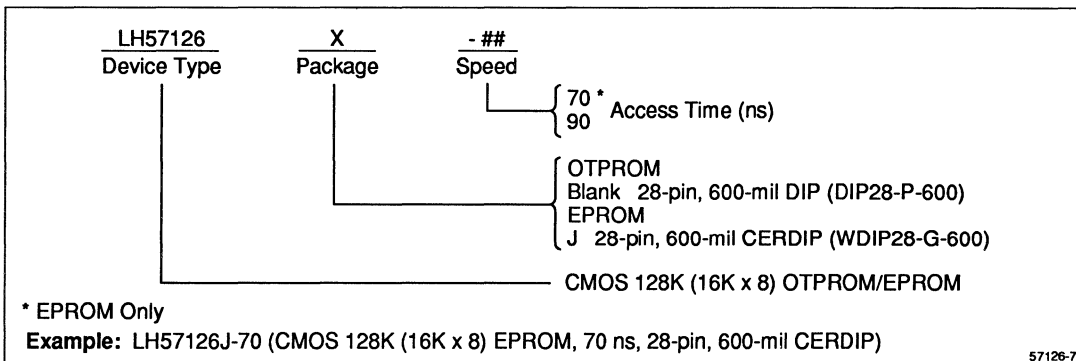 LH57126 X - ##
Device Type Package Speed
70 * Access Time (ns)
90
OTPROM
Blank 28-pin, 600-mil DIP (DIP28-P-600)
EPROM
J 28-pin, 600-mil CERDIP (WDIP28-G-600)
CMOS 128K (16K x 8) OTPROM/EPROM
* EPROM Only
Example: LH57126J-70 (CMOS 128K (16K x 8) EPROM, 70 ns, 28-pin, 600-mil CERDIP)
57126-7